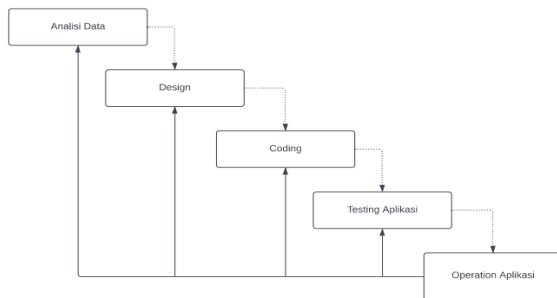 Analisi Data
Design
Coding
Testing Aplikasi
Operation Aplikasi